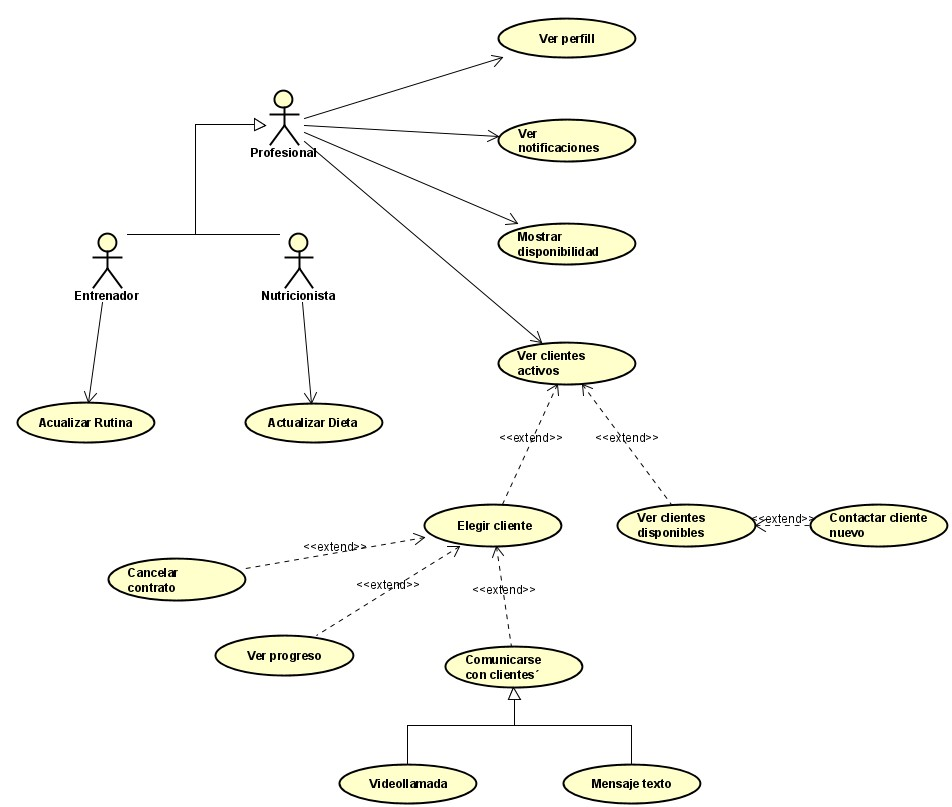 Ver perfill
Profesional
Ver
notificaciones
Mostrar
disponibilidad
Entrenador
Nutricionista
Ver clientes
activos
Acualizar Rutina
Actualizar Dieta
<<extend>>
<<extend>>
Elegir cliente
Ver clientes
disponibles
<<extend>>
Contactar cliente
nuevo
<<extend>>
Cancelar
contrato
<<extend>>
<<extend>>
Ver progreso
Comunicarse
con clientes´
Videollamada
Mensaje texto